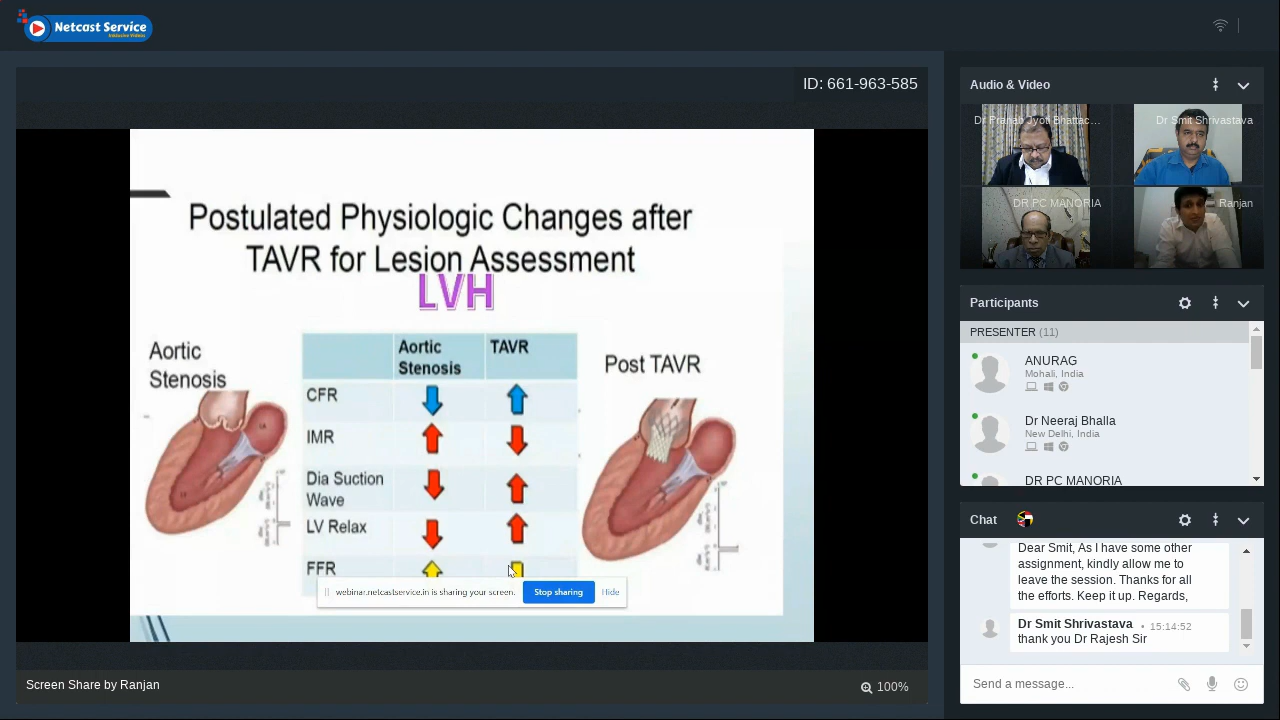 Netcast Service
ID: 661-963-585
Postulated Physiologic Changes after
TAVR for Lesion Assessment
LVH
Aortic
Stenosis
Aortic
Stenosis
TAVR
CFR
IMR
Dia Suction
Wave
LV Relax
FFR
Post TAVR
webinar.netcastservice.in is sharing your screen.
Stop sharing
Hide
Screen Share by Ranjan
100%
Audio & Video
Dr Pranab Jyoti Bhattac...
Dr Smit Shrivastava
DR PC MANORIA
Ranjan
Participants
PRESENTER (11)
ANURAG
Mohali, India
Dr Neeraj Bhalla
New Delhi, India
DR PC MANORIA
Chat
Dear Smit, As I have some other
assignment, kindly allow me to
leave the session. Thanks for all
the efforts. Keep it up. Regards,
Dr Smit Shrivastava • 15:14:52
thank you Dr Rajesh Sir
Send a message...